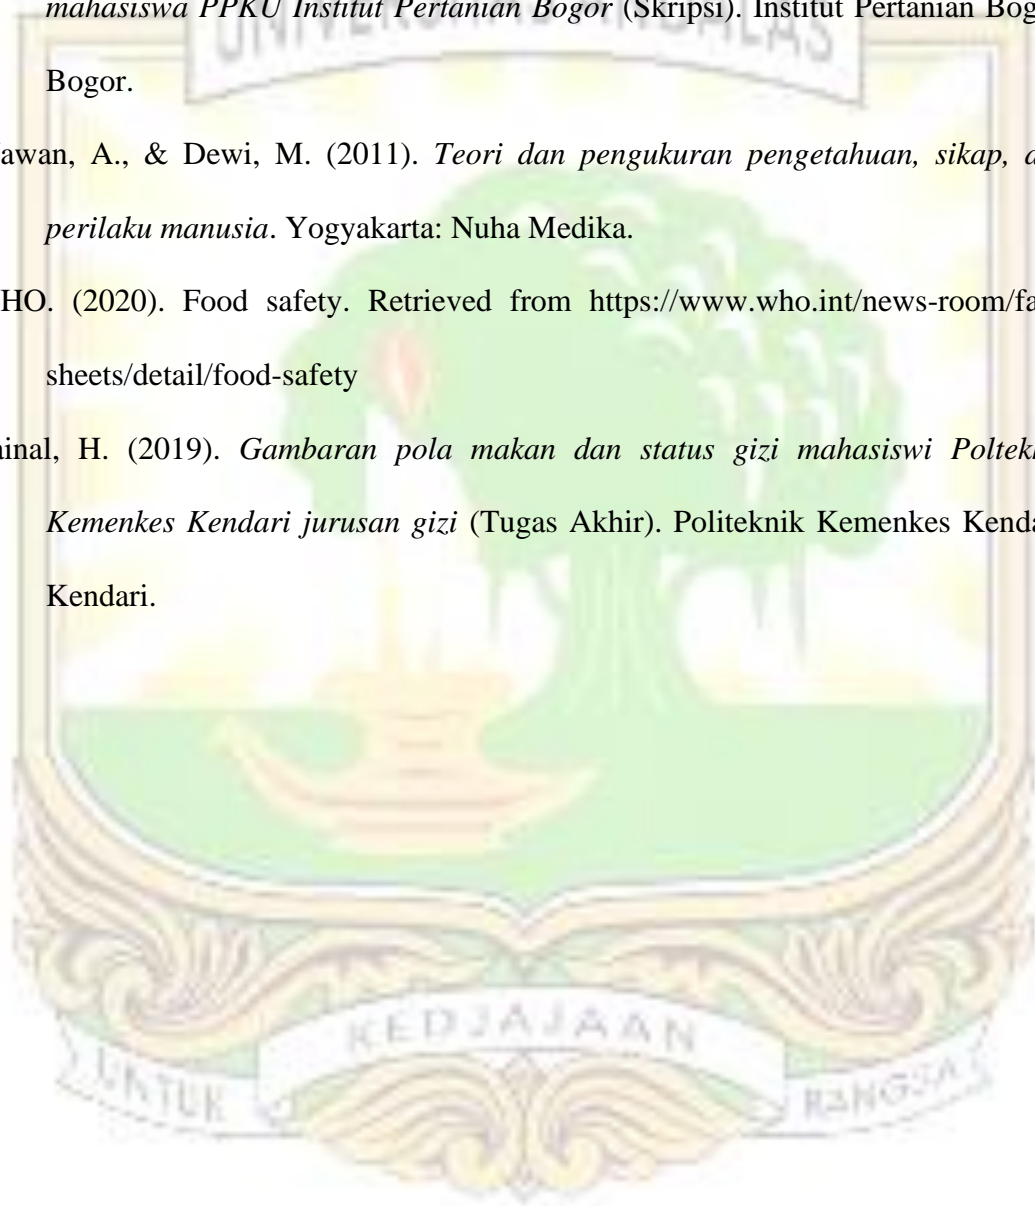 mahasiswa PPKU Institut Pertanian Bogor (Skripsi). Institut Pertanian Bog
UNIVERSITAS ANDALAS
Bogor.
awan, A., & Dewi, M. (2011). Teori dan pengukuran pengetahuan, sikap, d
perilaku manusia. Yogyakarta: Nuha Medika.
HO. (2020). Food safety. Retrieved from https://www.who.int/news-room/fa
sheets/detail/food-safety
inal, H. (2019). Gambaran pola makan dan status gizi mahasiswi Poltek
Kemenkes Kendari jurusan gizi (Tugas Akhir). Politeknik Kemenkes Kenda
Kendari.
UNTUK KEDJAJAAN BANGSA